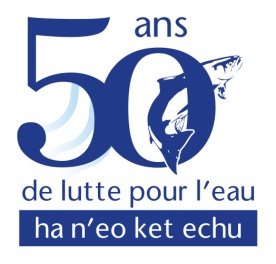 50 ans
de lutte pour l'eau
ha n'eo ket echu